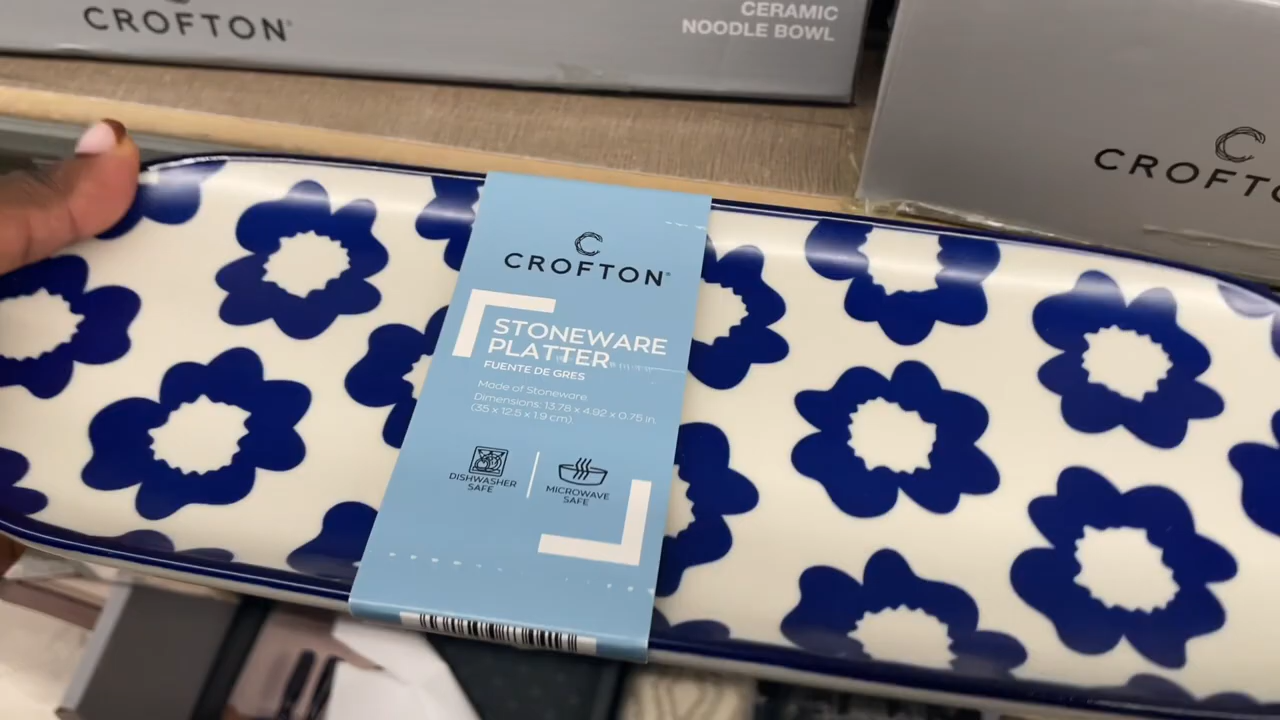 CROFTON
CERAMIC
NOODLE BOWL
CROFTO
CROFTON
STONEWARE
PLATTER
FUENTE DE GRES
Made of Stoneware
Dimensions: 13.78 x 4.92 x 0.75 in.
(35 x 12.5 x 1.9 cm)
DISHWASHER
SAFE
MICROWAVE
SAFE